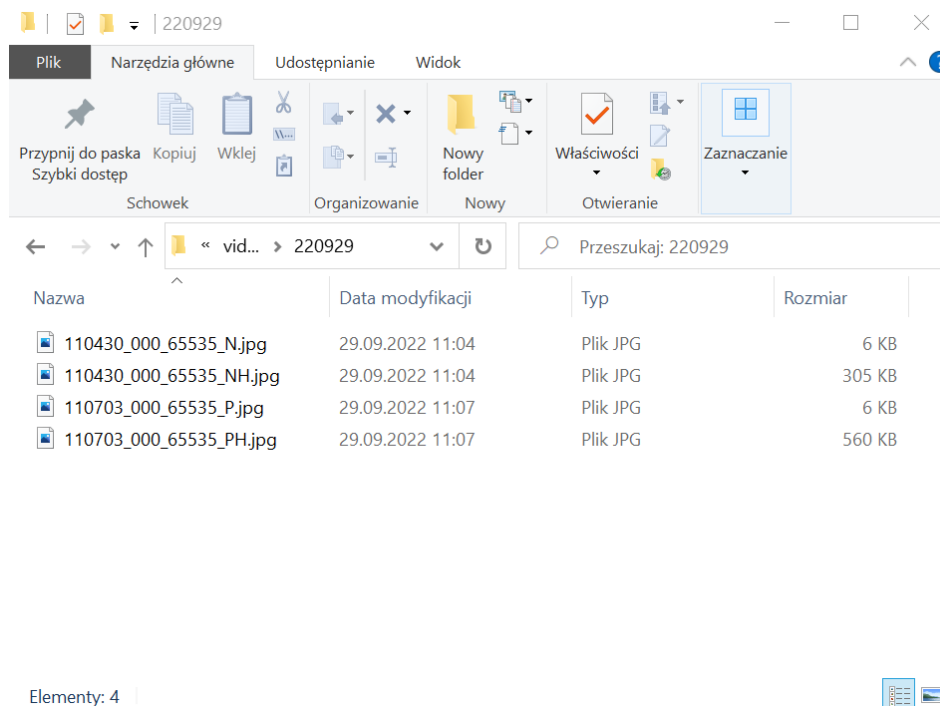 220929
Plik Narzędzia główne Udostępnianie Widok
Przypnij do paska Szybki dostęp
Kopiuj
Wklej
Schowek
Organizowanie
Nowy folder
Nowy
Właściwości
Otwieranie
Zaznaczanie
« vid... > 220929
Przeszukaj: 220929
Nazwa Data modyfikacji Typ Rozmiar
110430_000_65535_N.jpg 29.09.2022 11:04 Plik JPG 6 KB
110430_000_65535_NH.jpg 29.09.2022 11:04 Plik JPG 305 KB
110703_000_65535_P.jpg 29.09.2022 11:07 Plik JPG 6 KB
110703_000_65535_PH.jpg 29.09.2022 11:07 Plik JPG 560 KB
Elementy: 4